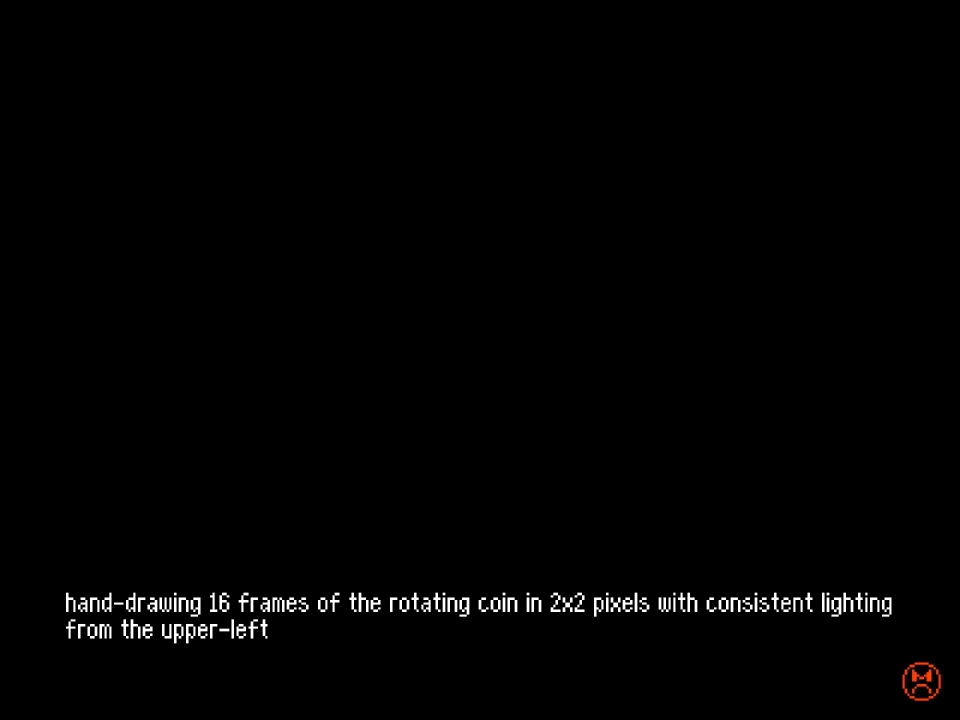 hand-drawing 16 frames of the rotating coin in 2x2 pixels with consistent lighting
from the upper-left